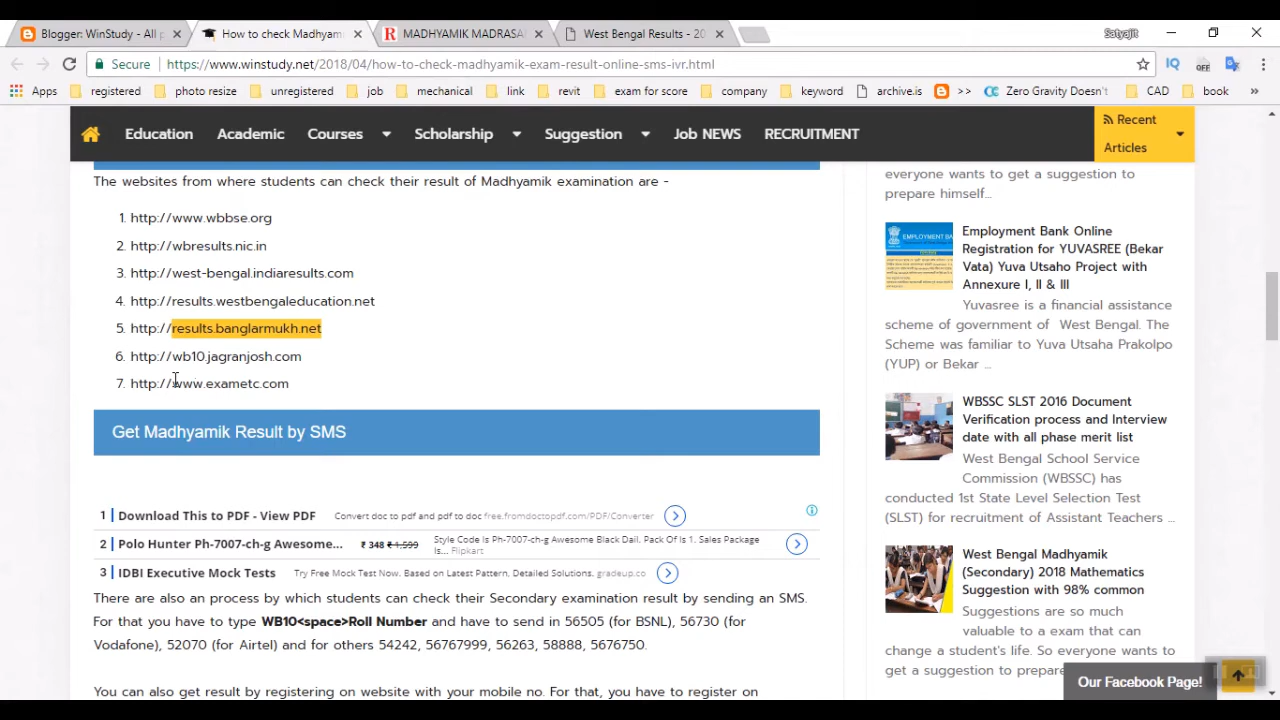 Blogger: WinStudy - All p
How to check Madhyam
MADHYAMIK MADRASA
West Bengal Results - 20
Satyajit
Secure
https://www.winstudy.net/2018/04/how-to-check-madhyamik-exam-result-online-sms-ivr.html
IQ
OFF
Apps
registered
photo resize
unregistered
job
mechanical
link
revit
exam for score
company
keyword
archive.is
>>
Zero Gravity Doesn't
CAD
book
»
Education
Academic
Courses
Scholarship
Suggestion
Job NEWS
RECRUITMENT
Recent
Articles
The websites from where students can check their result of Madhyamik examination are -
1. http://www.wbbse.org
2. http://wbresults.nic.in
3. http://west-bengal.indiaresults.com
4. http://results.westbengaleducation.net
5. http://results.banglarmukh.net
6. http://wb10.jagranjosh.com
7. http://www.exametc.com
Get Madhyamik Result by SMS
1 Download This to PDF - View PDF Convert doc to pdf and pdf to doc free.fromdoctopdf.com/PDF/Converter
2 Polo Hunter Ph-7007-ch-g Awesome... ₹ 348 ₹ 1,599 Style Code Is Ph-7007-ch-g Awesome Black Dail. Pack Of Is 1. Sales Package
Is... Flipkart
3 IDBI Executive Mock Tests Try Free Mock Test Now. Based on Latest Pattern, Detailed Solutions. gradeup.co
There are also an process by which students can check their Secondary examination result by sending an SMS.
For that you have to type WB10<space>Roll Number and have to send in 56505 (for BSNL), 56730 (for
Vodafone), 52070 (for Airtel) and for others 54242, 56767999, 56263, 58888, 5676750.
You can also get result by registering on website with your mobile no. For that, you have to register on
everyone wants to get a suggestion to
prepare himself...
Employment Bank Online
Registration for YUVASREE (Bekar
Vata) Yuva Utsaho Project with
Annexure I, II & III
Yuvasree is a financial assistance
scheme of government of West Bengal. The
Scheme was familiar to Yuva Utsaha Prakolpo
(YUP) or Bekar ...
WBSSC SLST 2016 Document
Verification process and Interview
date with all phase merit list
West Bengal School Service
Commission (WBSSC) has
conducted 1st State Level Selection Test
(SLST) for recruitment of Assistant Teachers ...
West Bengal Madhyamik
(Secondary) 2018 Mathematics
Suggestion with 98% common
Suggestions are so much
valuable to a exam that can
change a student's life. So everyone wants to
get a suggestion to prepare
Our Facebook Page!